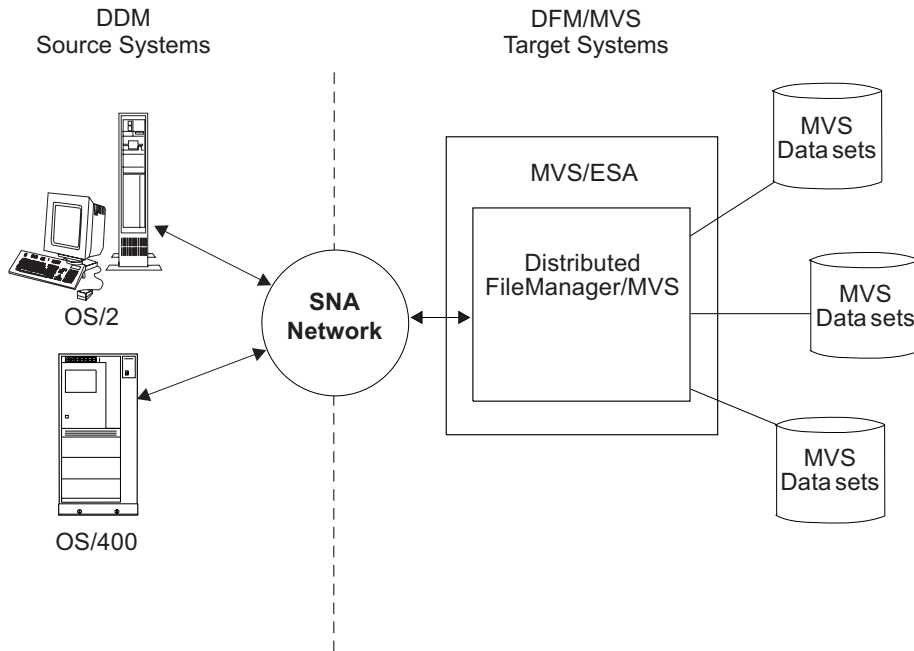 DDM
Source Systems
DFM/MVS
Target Systems
OS/2
OS/400
SNA
Network
MVS/ESA
Distributed
FileManager/MVS
MVS
Data sets
MVS
Data sets
MVS
Data sets